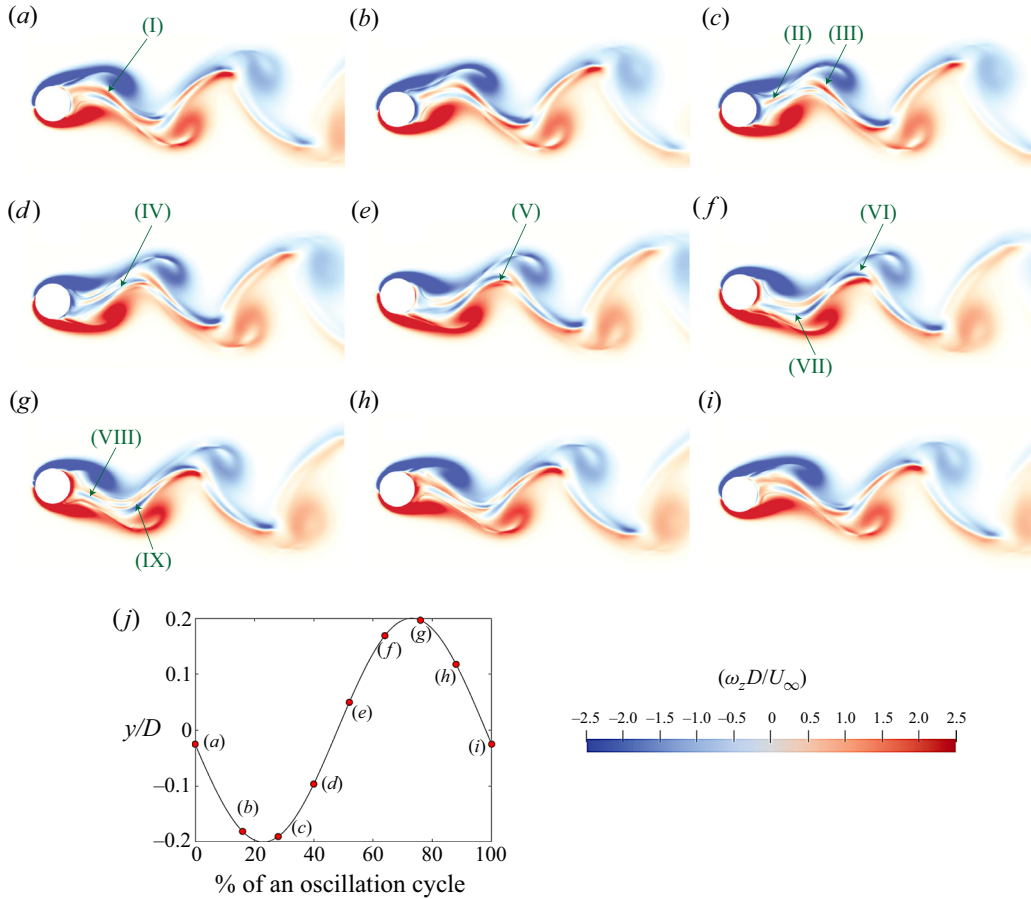 (a) (b) (c)
(I) (II) (III)
(d) (e) (f)
(IV) (V) (VI)
(VII)
(g) (h) (i)
(VIII)
(IX)
(j)
0.2
0.1
0
−0.1
−0.2
y/D
(a)
(b)
(c)
(d)
(e)
(f)
(g)
(h)
(i)
0 20 40 60 80 100
% of an oscillation cycle
(ω_zD/U_∞)
−2.5 −2.0 −1.5 −1.0 −0.5 0 0.5 1.0 1.5 2.0 2.5